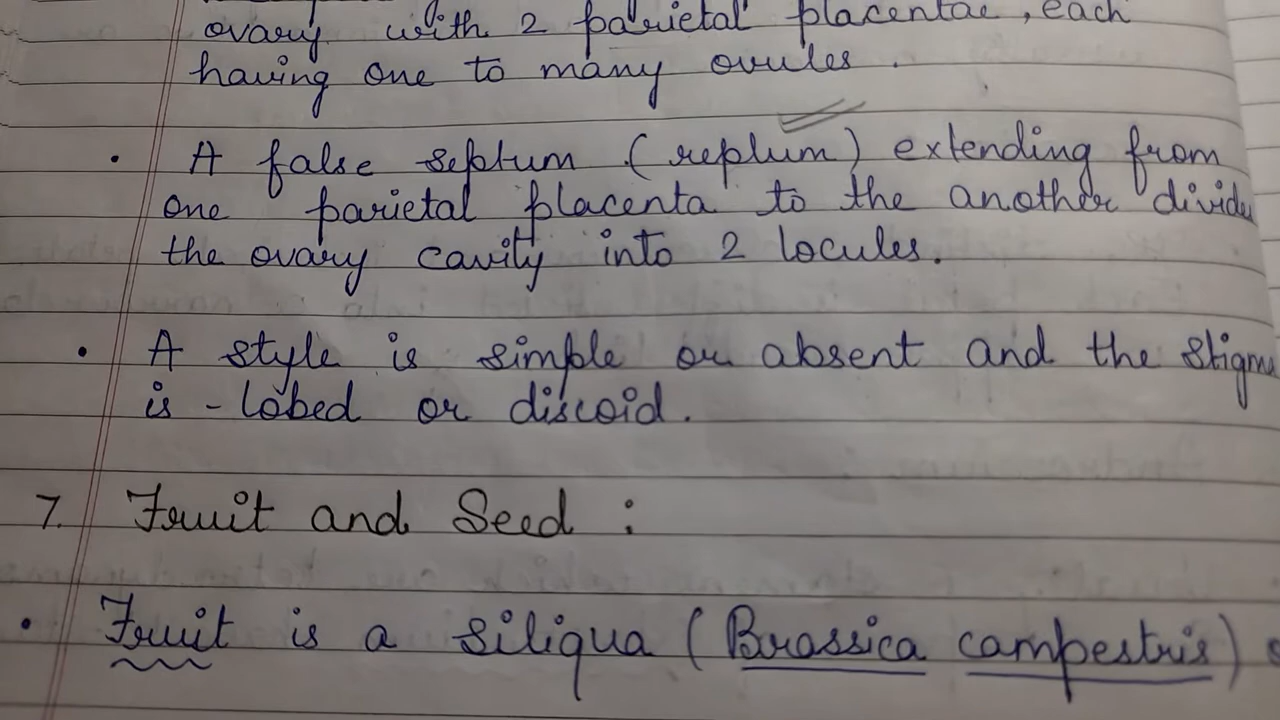 ovary with 2 parietal placentae, each
having one to many ovules.
· A false septum (replum) extending from
one parietal placenta to the another divides
the ovary cavity into 2 locules.
· A style is simple or absent and the stigma
is - lobed or discoid.
7. Fruit and Seed :
· Fruit is a siliqua (Brassica campestris)